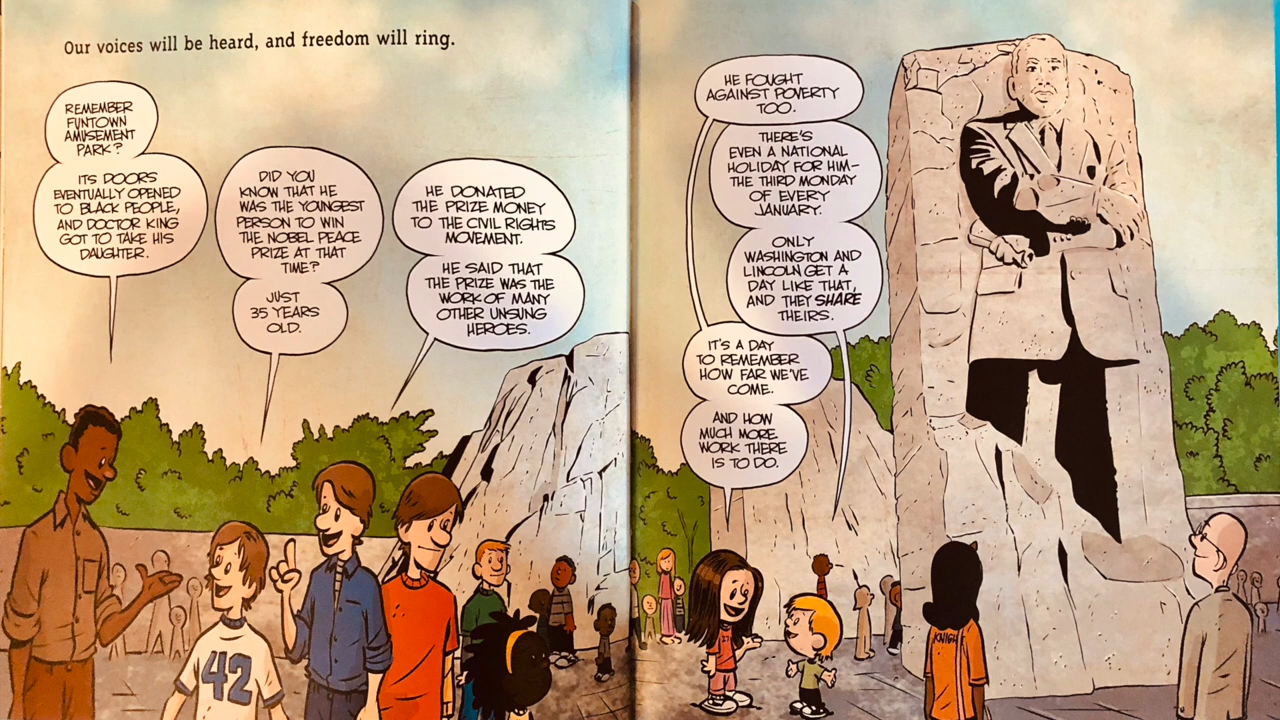 Our voices will be heard, and freedom will ring.
REMEMBER
FUNTOWN
AMUSEMENT
PARK?
ITS DOORS
EVENTUALLY OPENED
TO BLACK PEOPLE,
AND DOCTOR KING
GOT TO TAKE HIS
DAUGHTER.
DID YOU
KNOW THAT HE
WAS THE YOUNGEST
PERSON TO WIN
THE NOBEL PEACE
PRIZE AT THAT
TIME?
JUST
35 YEARS
OLD.
HE DONATED
THE PRIZE MONEY
TO THE CIVIL RIGHTS
MOVEMENT.
HE SAID THAT
THE PRIZE WAS THE
WORK OF MANY
OTHER UNSUNG
HEROES.
42
HE FOUGHT
AGAINST POVERTY
TOO.
THERE'S
EVEN A NATIONAL
HOLIDAY FOR HIM—
THE THIRD MONDAY
OF EVERY
JANUARY.
ONLY
WASHINGTON AND
LINCOLN GET A
DAY LIKE THAT,
AND THEY SHARE
THEIRS.
IT'S A DAY
TO REMEMBER
HOW FAR WE'VE
COME.
AND HOW
MUCH MORE
WORK THERE
IS TO DO.
KNIGH